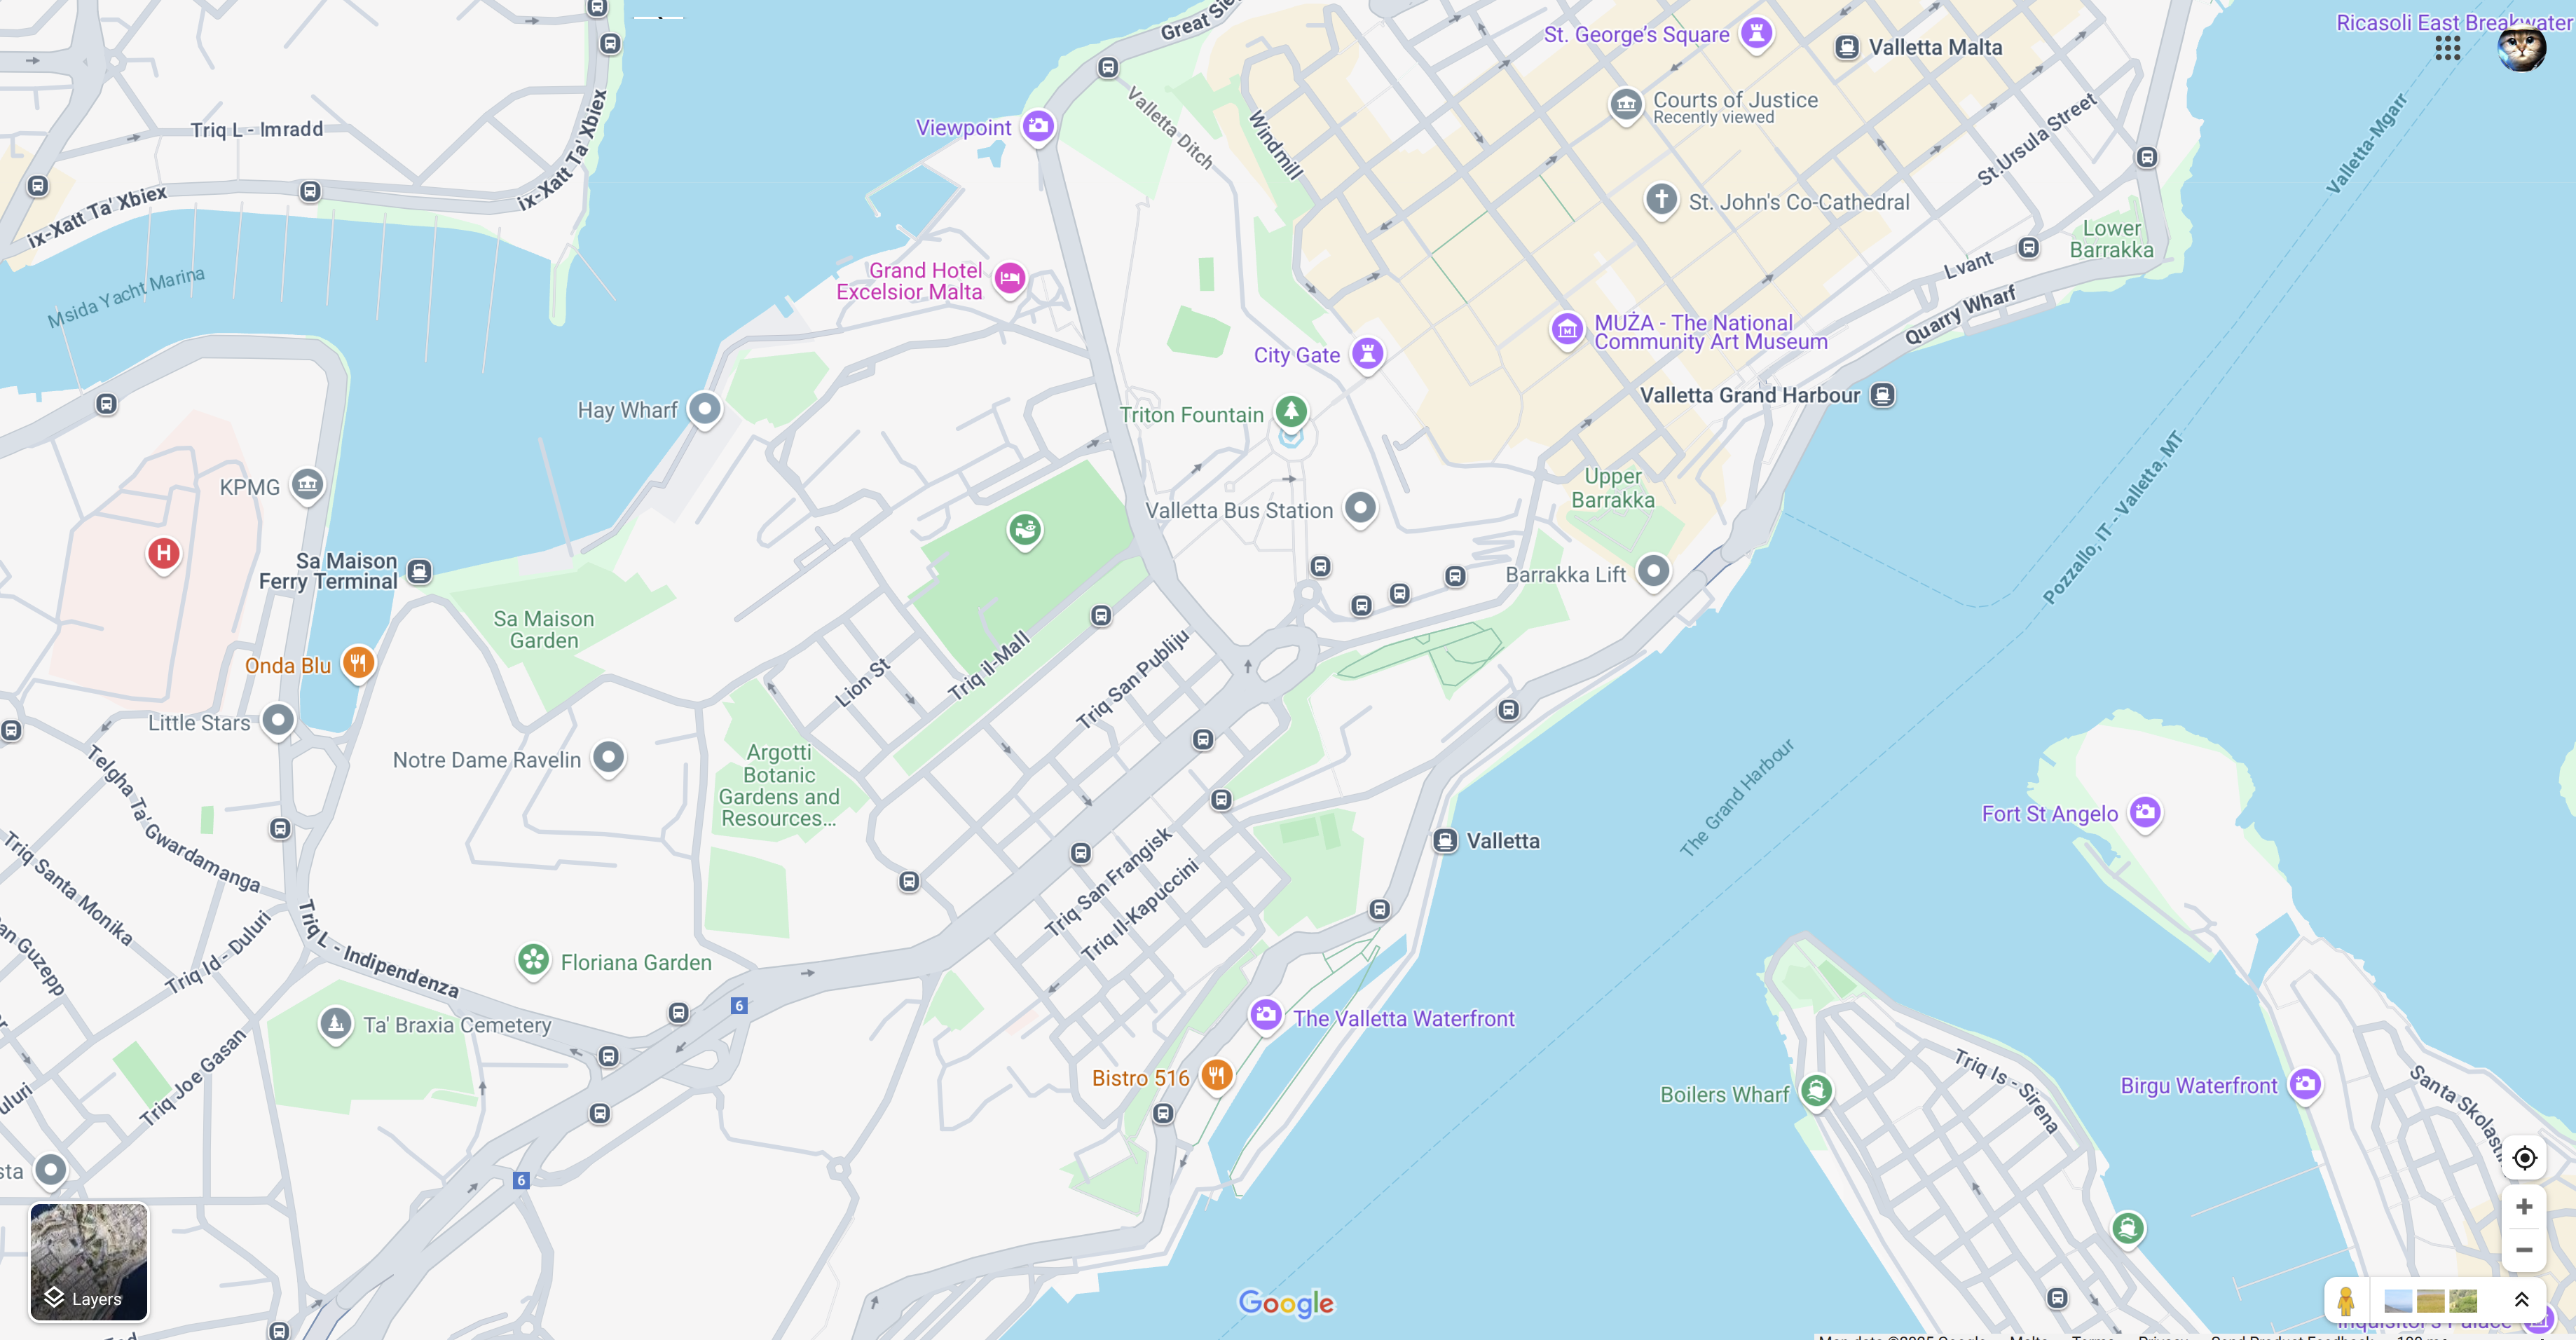 Great Sie
St. George's Square
Valletta Malta
Ricasoli East Breakwater
Viewpoint
Valletta Ditch
Windmill
Courts of Justice
Recently viewed
St.Ursula Street
Valletta-Mgarr
Triq L - Imradd
ix-Xatt Ta' Xbiex
ix-Xatt Ta' Xbiex
St. John's Co-Cathedral
Lower
Barrakka
Lvant
Quarry Wharf
Msida Yacht Marina
Grand Hotel
Excelsior Malta
MUŻA - The National
Community Art Museum
City Gate
Valletta Grand Harbour
Hay Wharf
Triton Fountain
KPMG
H
Valletta Bus Station
Upper
Barrakka
Pozzallo, IT - Valletta, MT
Sa Maison
Ferry Terminal
Barrakka Lift
Sa Maison
Garden
Onda Blu
Lion St
Triq il-Mall
Triq San Publiju
Little Stars
Notre Dame Ravelin
Argotti
Botanic
Gardens and
Resources...
The Grand Harbour
Fort St Angelo
Valletta
Telgha Ta' Gwardamanga
Triq Santa Monika
an Guzepp
Triq Id - Duluri
Triq L - Indipendenza
Triq San Frangisk
Triq Il-Kapuccini
Floriana Garden
6
Ta' Braxia Cemetery
The Valletta Waterfront
Bistro 516
Triq Joe Gasan
uluri
Boilers Wharf
Triq Is - Sirena
Birgu Waterfront
Santa Skolast
sta
6
Layers
Google
Inquisitor's Palace